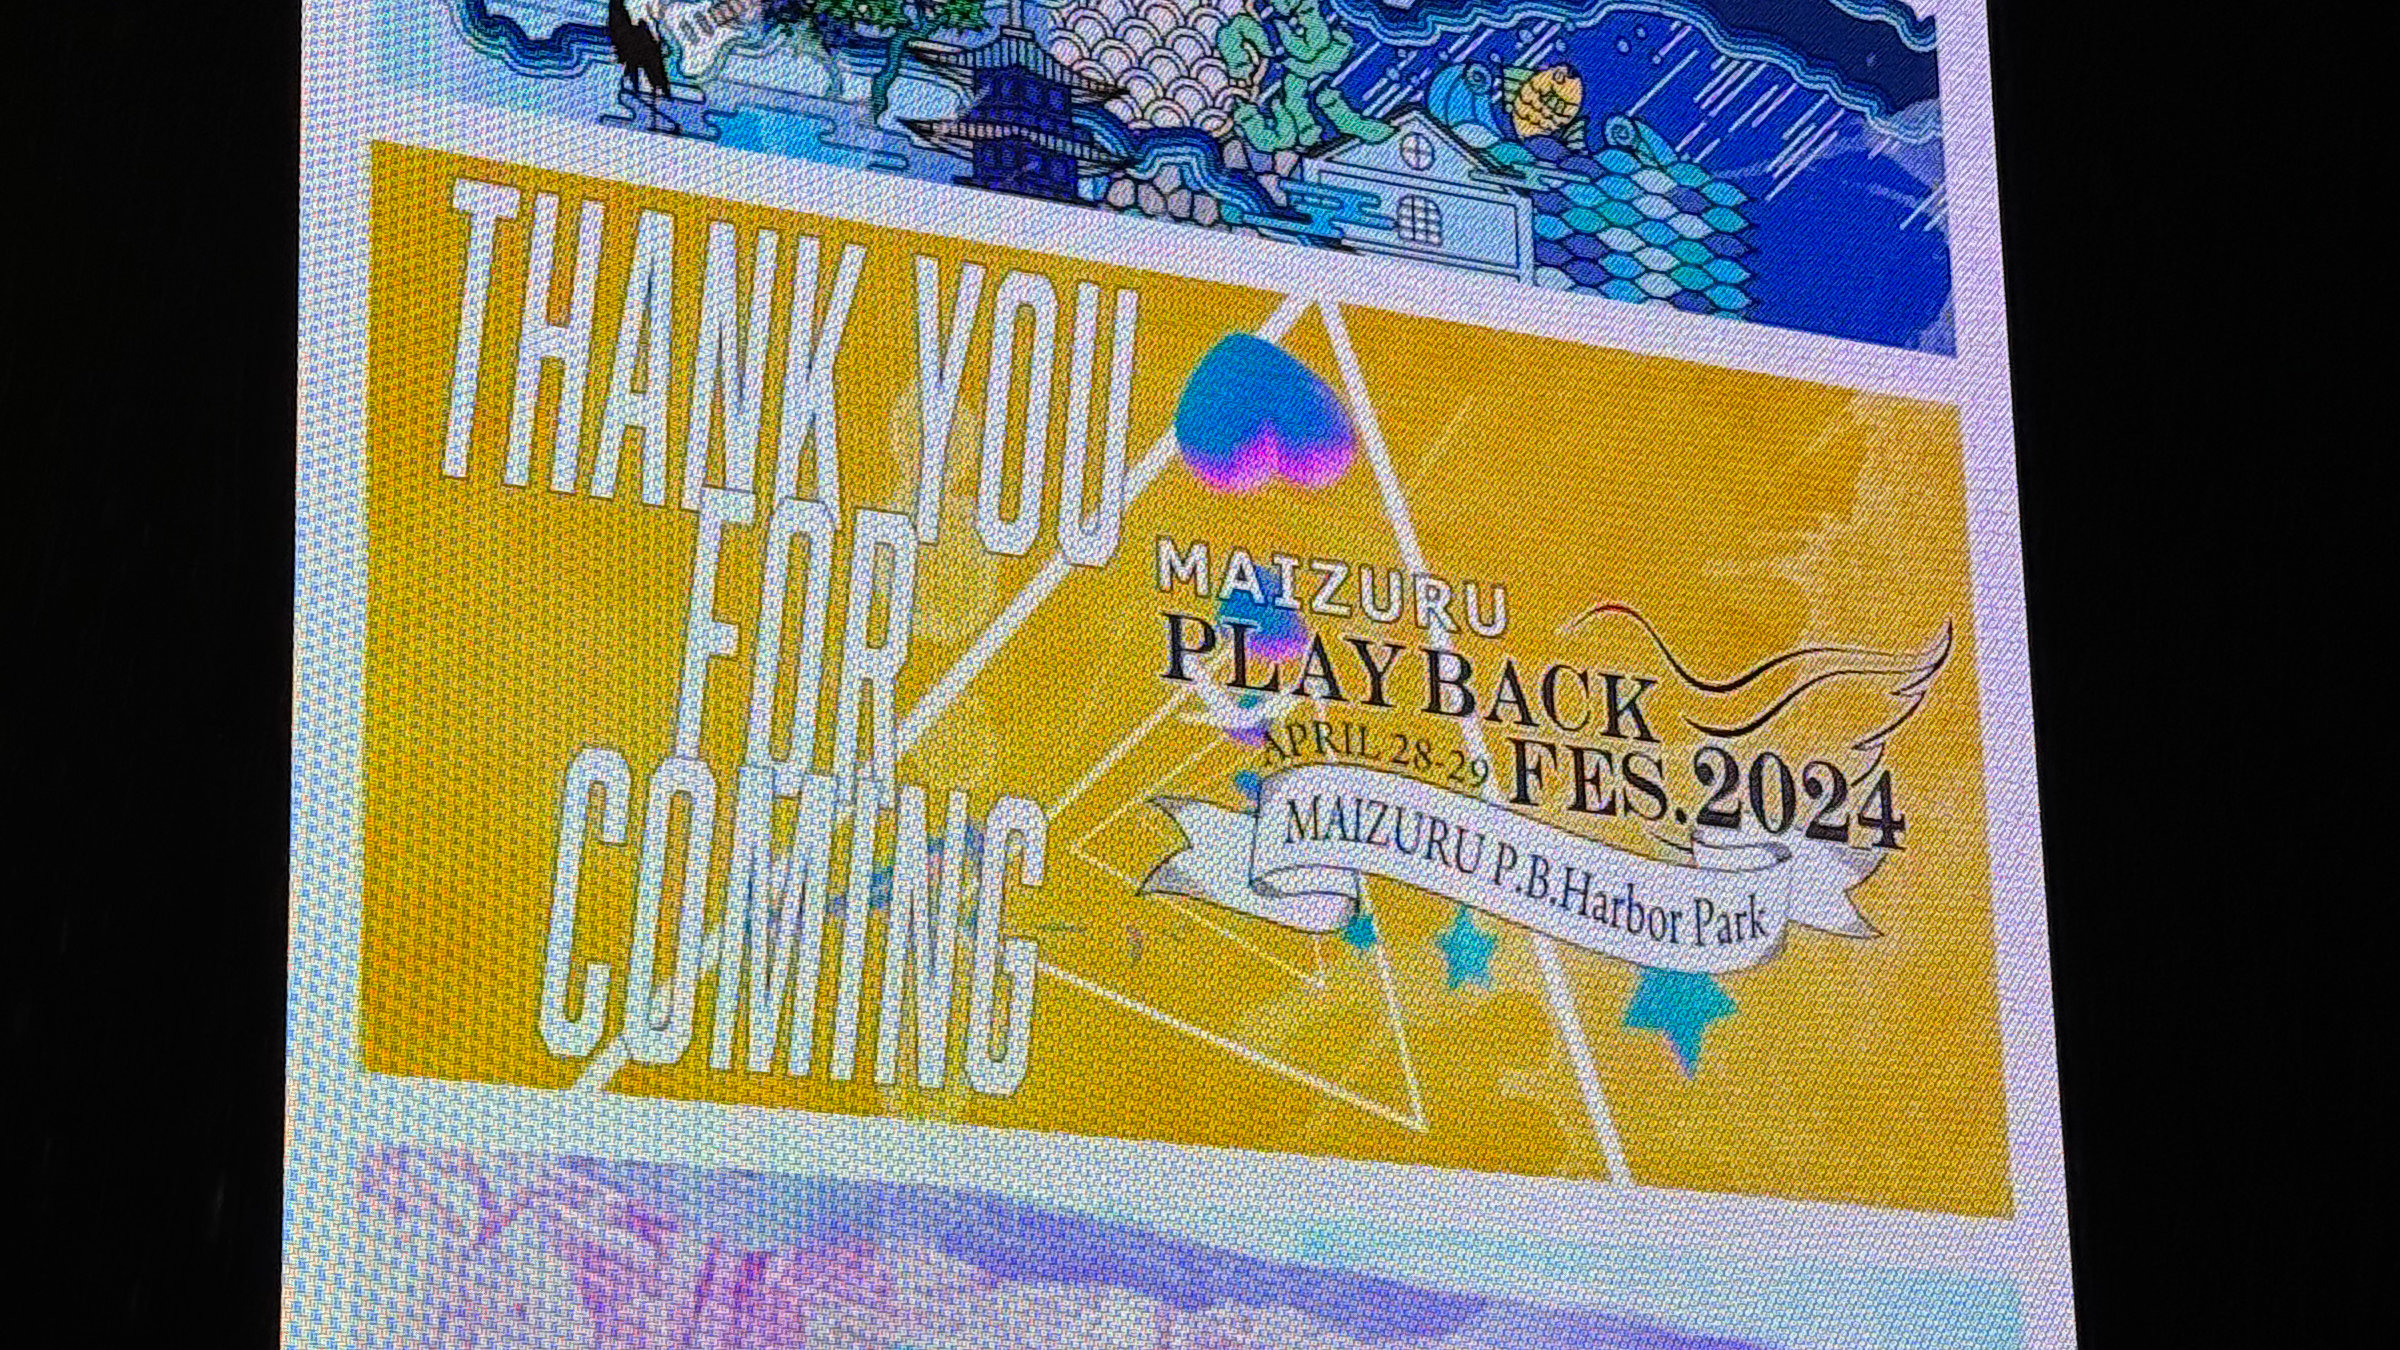 THANK YOU
FOR
COMING
MAIZURU
PLAYBACK
APRIL 28-29 FES.2024
MAIZURU P.B.Harbor Park